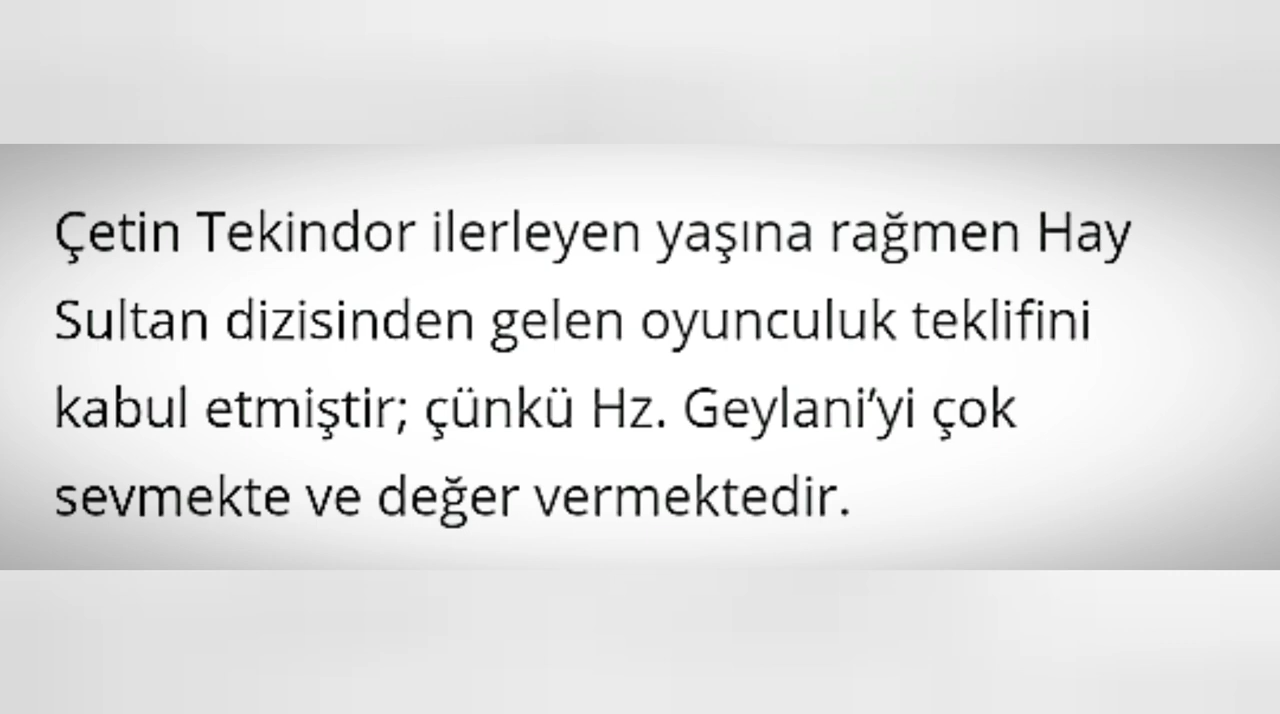 Çetin Tekindor ilerleyen yaşına rağmen Hay
Sultan dizisinden gelen oyunculuk teklifini
kabul etmiştir; çünkü Hz. Geylani’yi çok
sevmekte ve değer vermektedir.